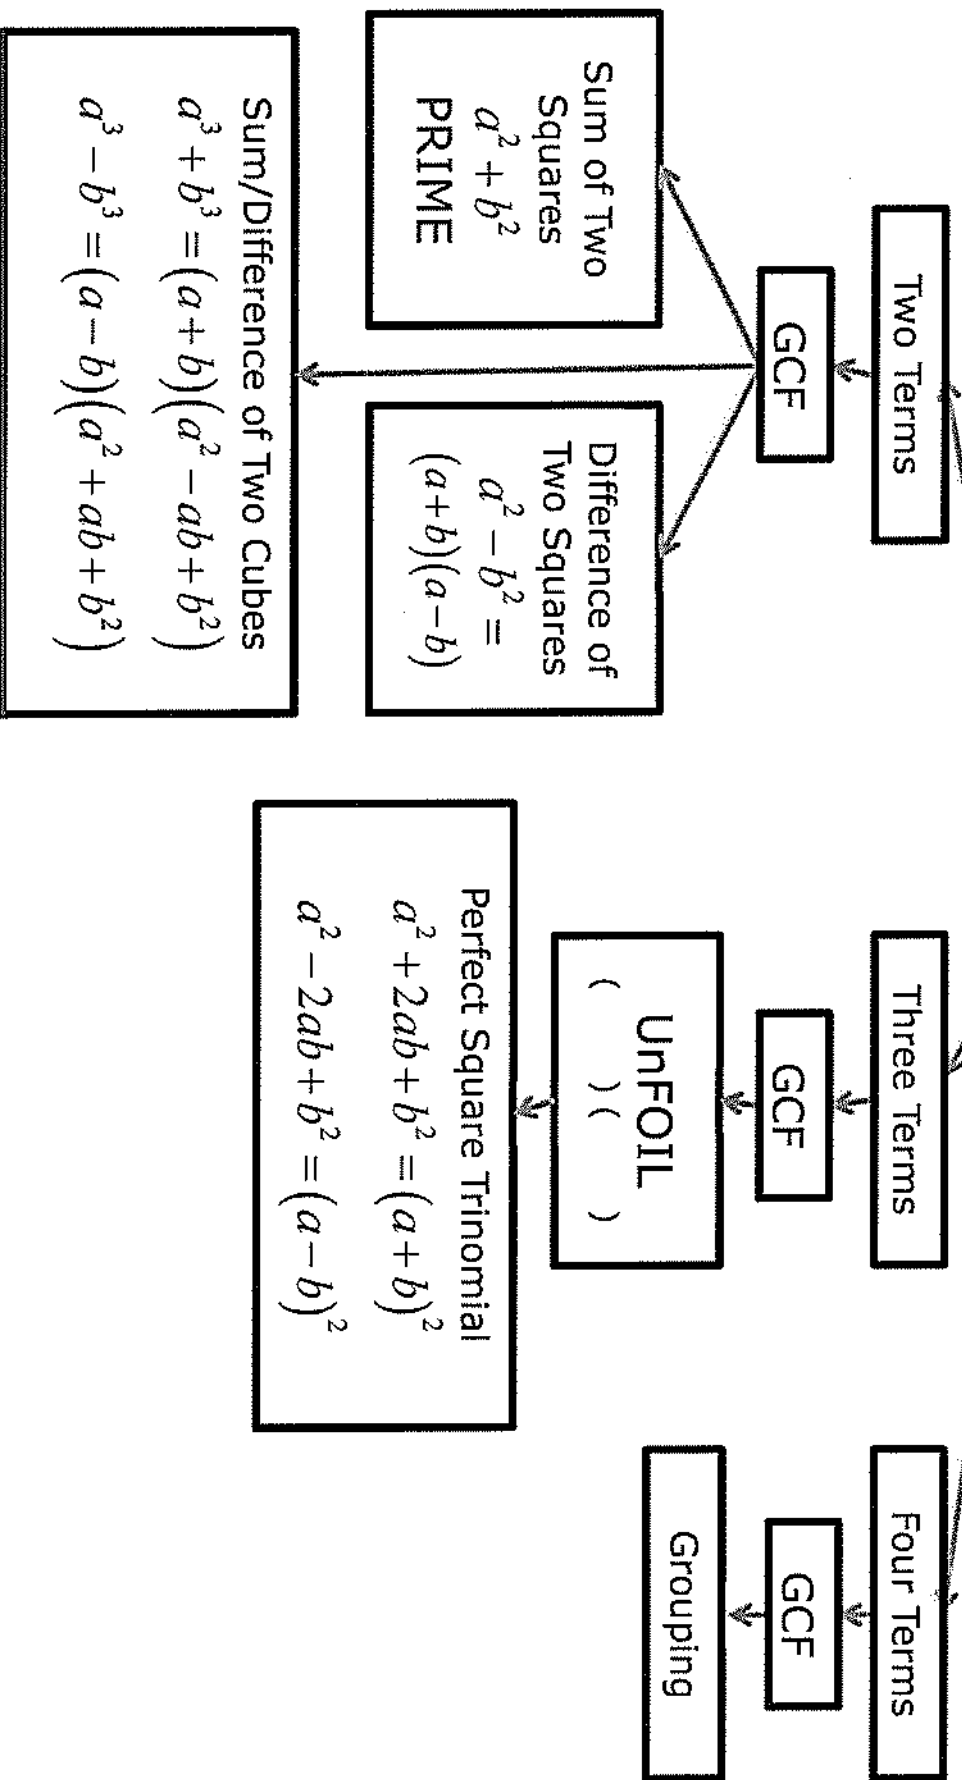 Two Terms
GCF
Sum of Two
Squares
a² + b²
PRIME
Difference of
Two Squares
a² − b² =
(a+b)(a−b)
Sum/Difference of Two Cubes
a³ + b³ = (a+b)(a² − ab + b²)
a³ − b³ = (a−b)(a² + ab + b²)
Three Terms
GCF
UnFOIL
(   )(   )
Perfect Square Trinomial
a² + 2ab + b² = (a+b)²
a² − 2ab + b² = (a−b)²
Four Terms
GCF
Grouping